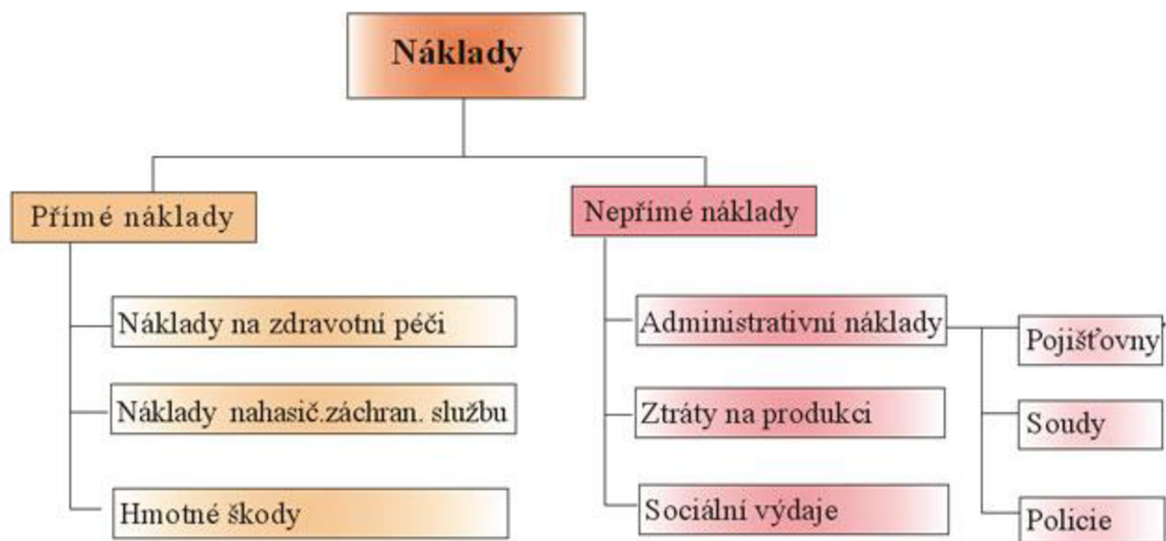 Náklady
Přímé náklady
Nepřímé náklady
Náklady na zdravotní péči
Náklady nahasič.záchran. službu
Hmotné škody
Administrativní náklady
Ztráty na produkci
Sociální výdaje
Pojišťovny
Soudy
Policie